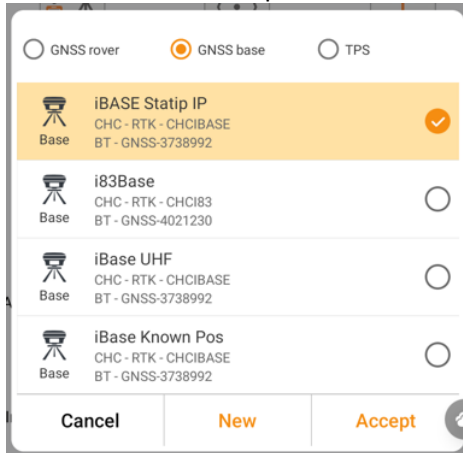 GNSS rover
GNSS base
TPS
iBASE Statip IP
CHC - RTK - CHCIBASE
Base
BT - GNSS-3738992
i83Base
CHC - RTK - CHCI83
Base
BT - GNSS-4021230
iBase UHF
CHC - RTK - CHCIBASE
Base
BT - GNSS-3738992
iBase Known Pos
CHC - RTK - CHCIBASE
Base
BT - GNSS-3738992
Cancel
New
Accept